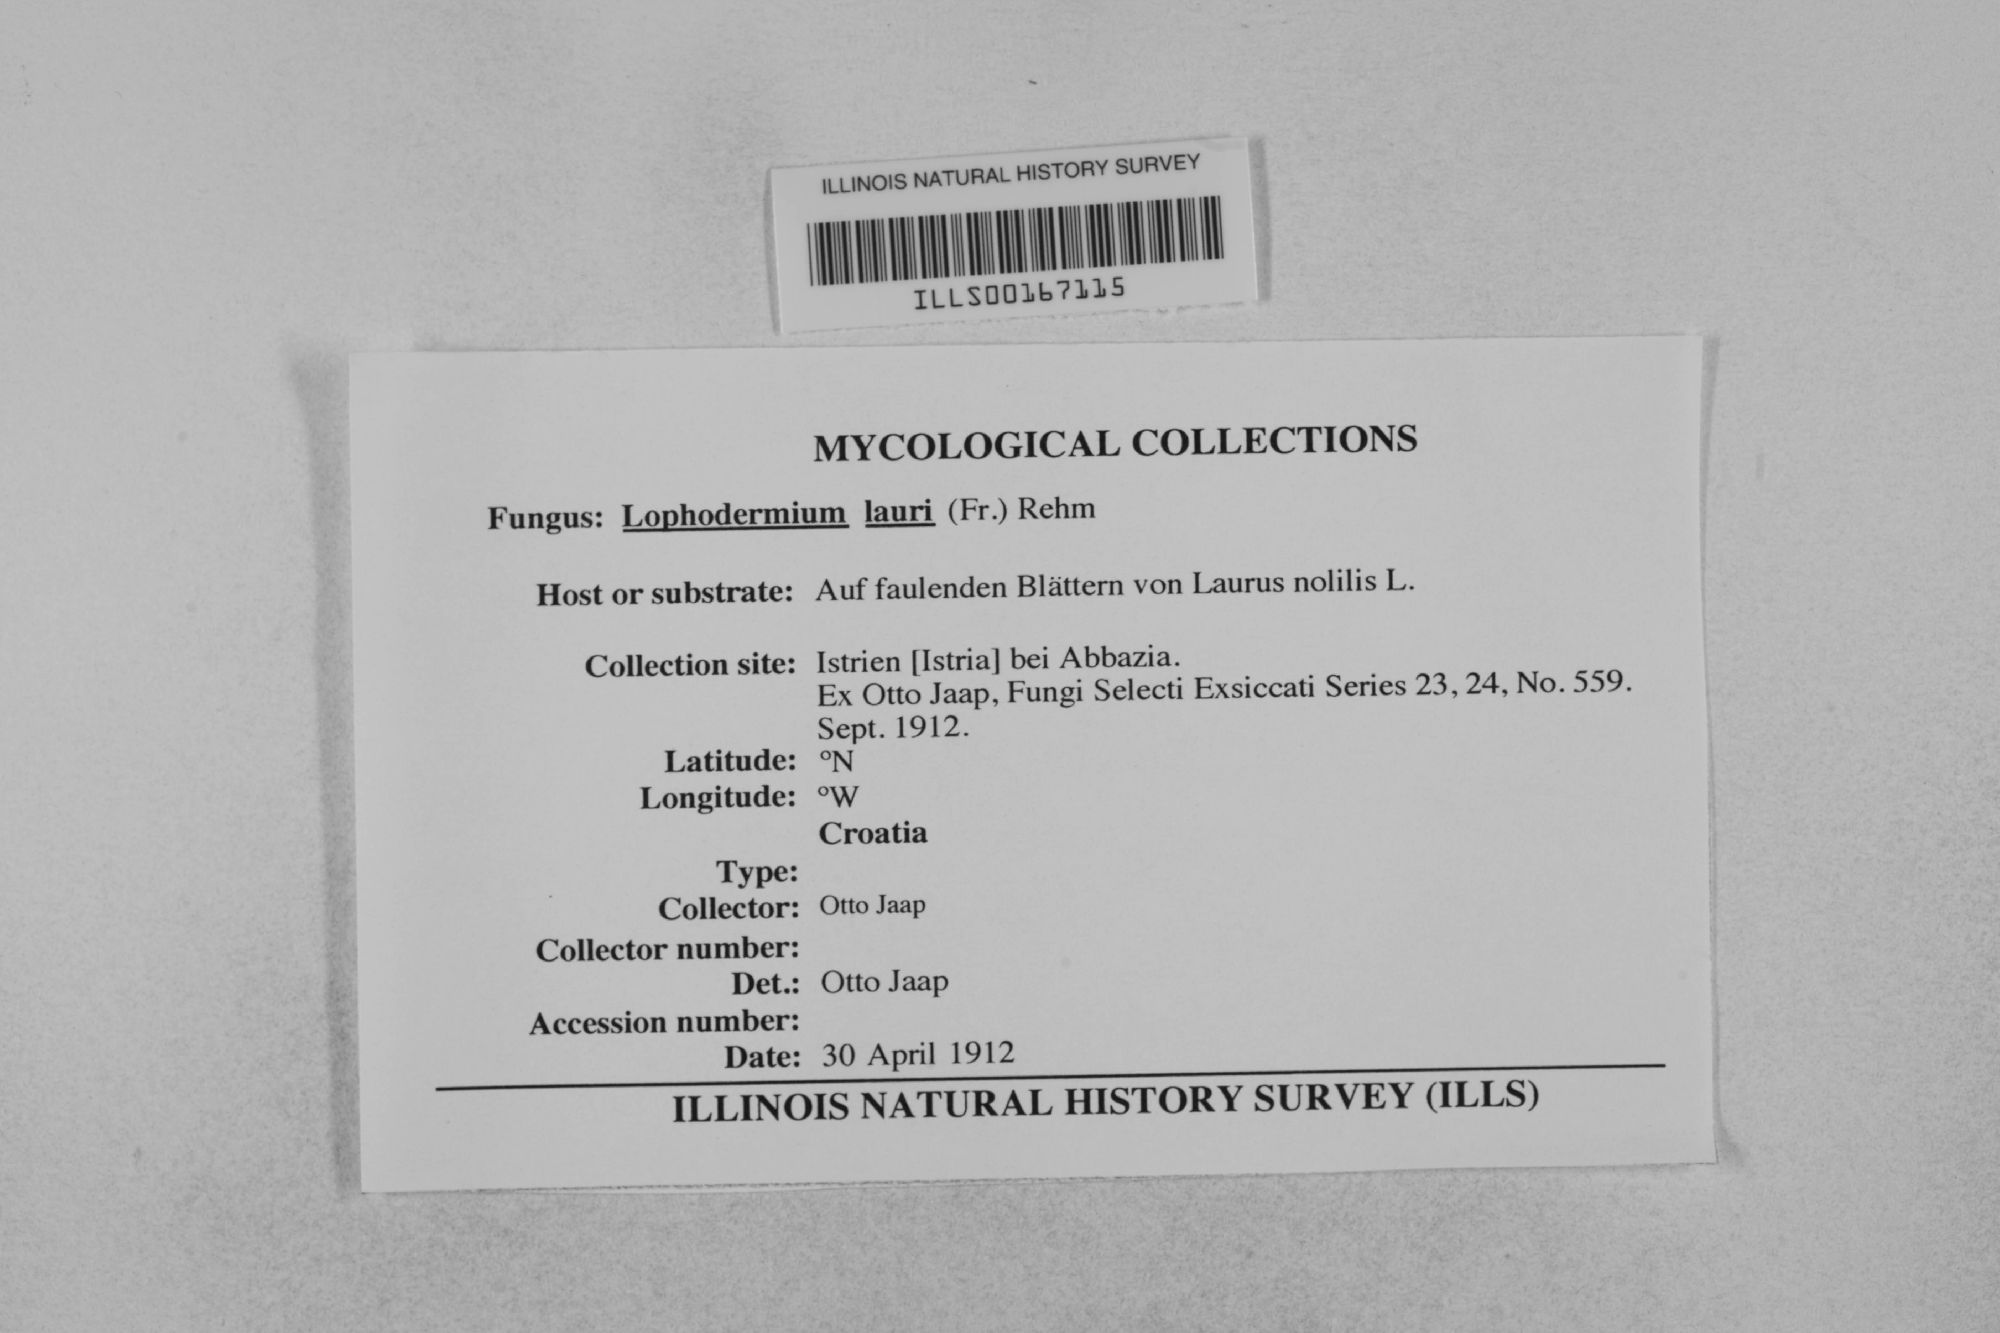 ILLINOIS NATURAL HISTORY SURVEY
ILLS00167115
MYCOLOGICAL COLLECTIONS
Fungus: Lophodermium lauri (Fr.) Rehm
Host or substrate: Auf faulenden Blättern von Laurus nolilis L.
Collection site: Istrien [Istria] bei Abbazia.
Ex Otto Jaap, Fungi Selecti Exsiccati Series 23, 24, No. 559.
Sept. 1912.
Latitude: °N
Longitude: °W
Croatia
Type:
Collector: Otto Jaap
Collector number:
Det.: Otto Jaap
Accession number:
Date: 30 April 1912
ILLINOIS NATURAL HISTORY SURVEY (ILLS)